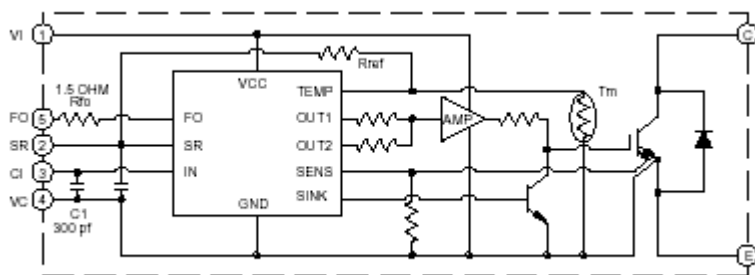 VI 1
C
Rref
VCC
TEMP
Tm
1.5 OHM
Rfo
FO 5
FO
OUT1
AMP
SR 2
SR
OUT2
CI 3
IN
SENS
VC 4
SINK
C1
300 pf
GND
E